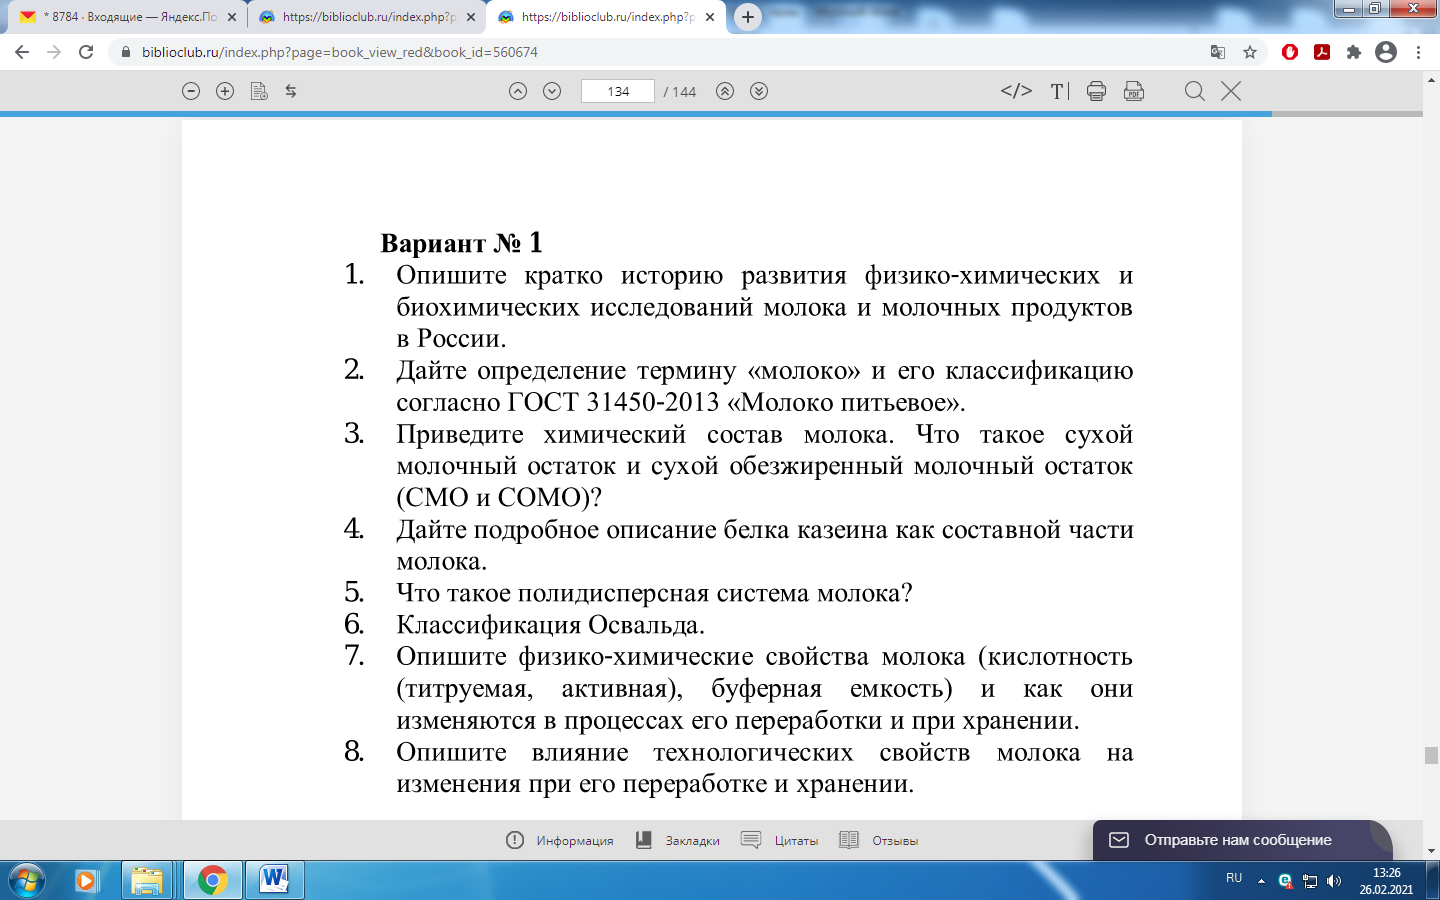 * 8784 · Входящие — Яндекс.По
https://biblioclub.ru/index.php?p
https://biblioclub.ru/index.php?p
biblioclub.ru/index.php?page=book_view_red&book_id=560674
134 / 144
</> T| PDF
Вариант № 1
1. Опишите кратко историю развития физико-химических и
биохимических исследований молока и молочных продуктов
в России.
2. Дайте определение термину «молоко» и его классификацию
согласно ГОСТ 31450-2013 «Молоко питьевое».
3. Приведите химический состав молока. Что такое сухой
молочный остаток и сухой обезжиренный молочный остаток
(СМО и СОМО)?
4. Дайте подробное описание белка казеина как составной части
молока.
5. Что такое полидисперсная система молока?
6. Классификация Освальда.
7. Опишите физико-химические свойства молока (кислотность
(титруемая, активная), буферная емкость) и как они
изменяются в процессах его переработки и при хранении.
8. Опишите влияние технологических свойств молока на
изменения при его переработке и хранении.
Информация Закладки Цитаты Отзывы
Отправьте нам сообщение
RU
13:26
26.02.2021